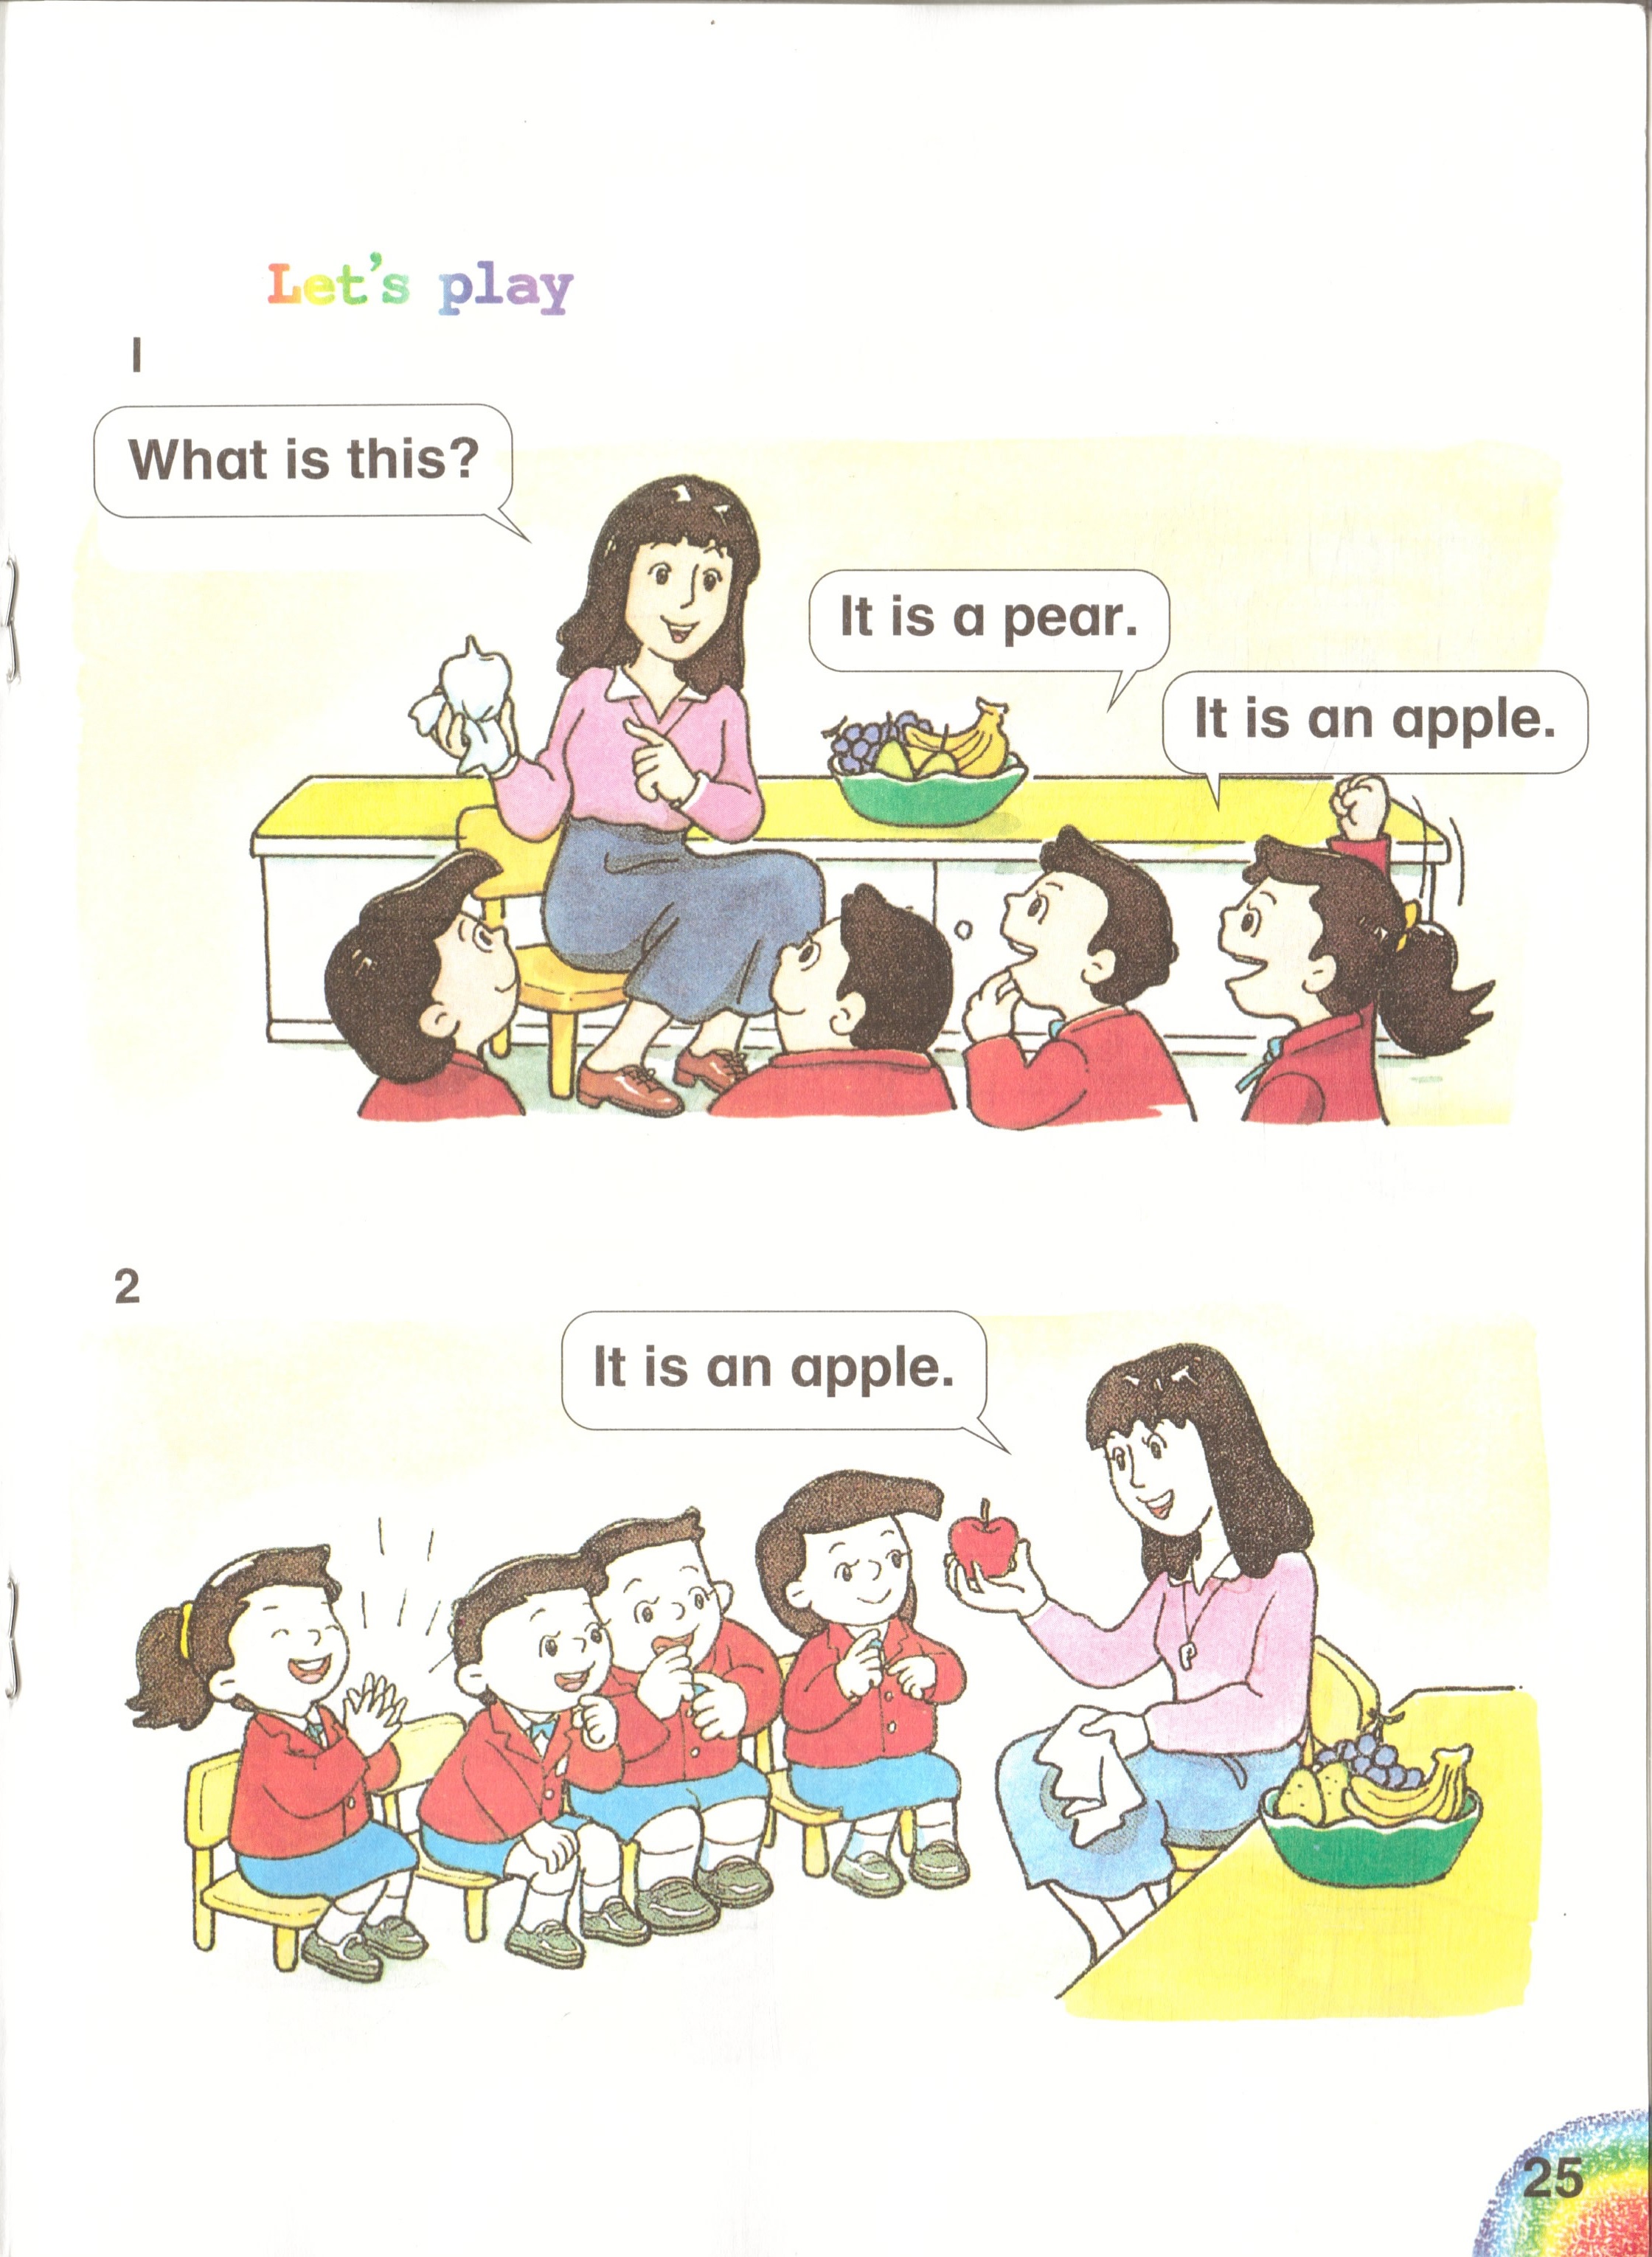 Let's play
1
What is this?
It is a pear.
It is an apple.
2
It is an apple.
25